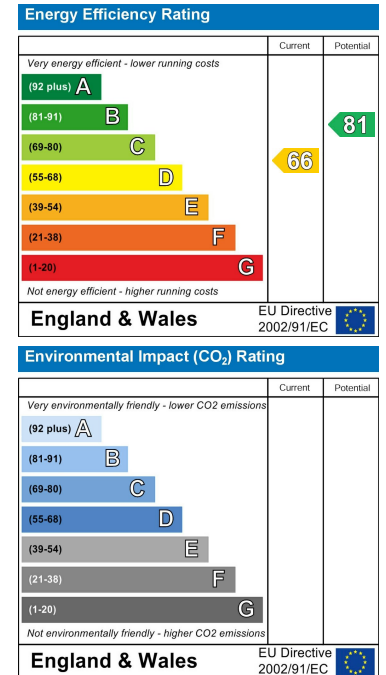 Energy Efficiency Rating
Current Potential
Very energy efficient - lower running costs
(92 plus) A
(81-91) B
(69-80) C
(55-68) D
(39-54) E
(21-38) F
(1-20) G
66
81
Not energy efficient - higher running costs
England & Wales
EU Directive
2002/91/EC
Environmental Impact (CO₂) Rating
Current Potential
Very environmentally friendly - lower CO2 emissions
(92 plus) A
(81-91) B
(69-80) C
(55-68) D
(39-54) E
(21-38) F
(1-20) G
Not environmentally friendly - higher CO2 emissions
England & Wales
EU Directive
2002/91/EC